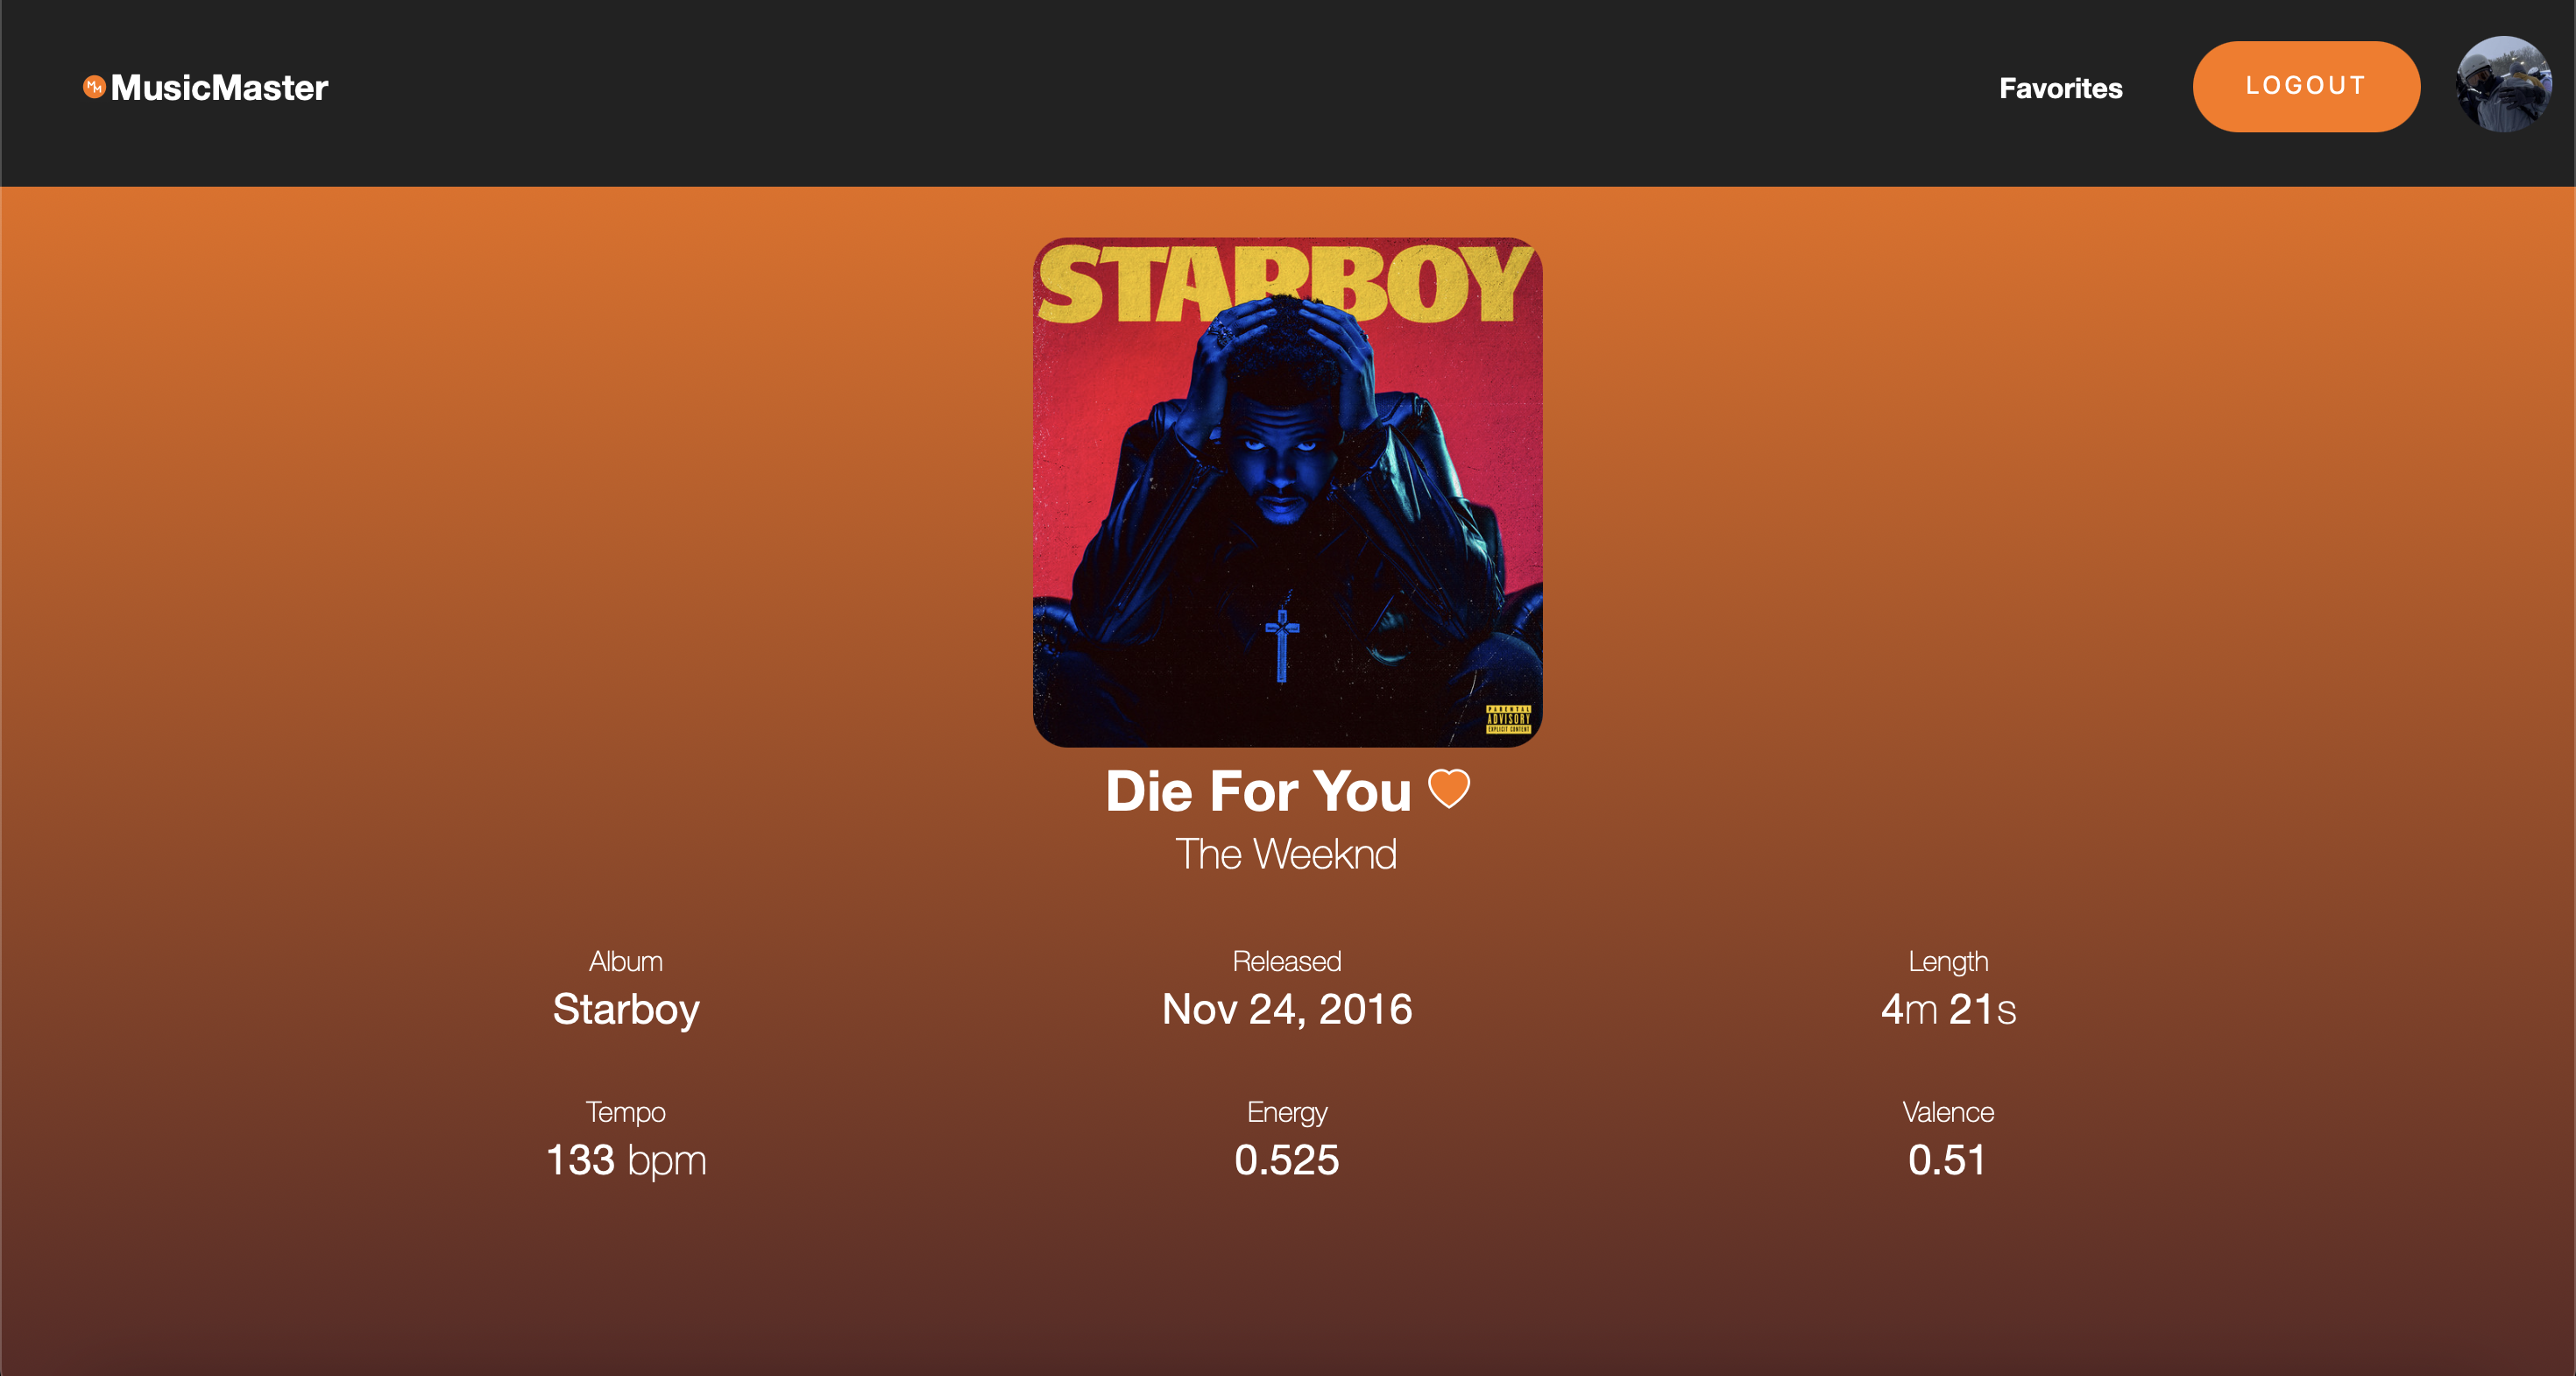 MM MusicMaster
Favorites
LOGOUT
STARBOY
PARENTAL
ADVISORY
EXPLICIT CONTENT
Die For You
The Weeknd
Album
Starboy
Released
Nov 24, 2016
Length
4m 21s
Tempo
133 bpm
Energy
0.525
Valence
0.51